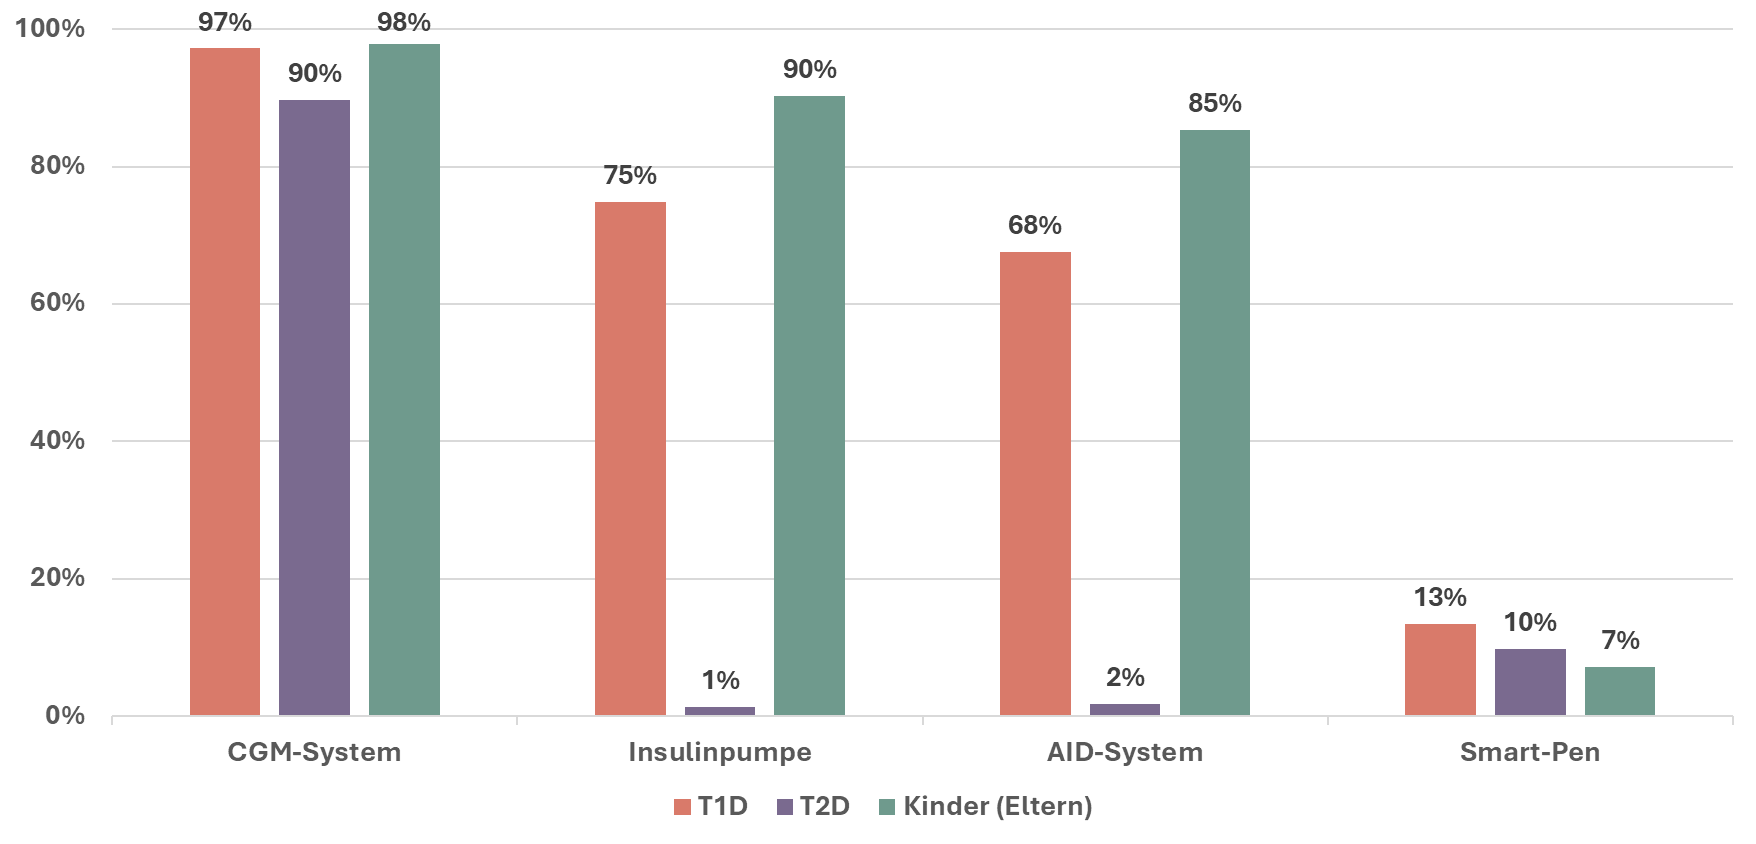 100%
80%
60%
40%
20%
0%
97%
90%
98%
75%
1%
90%
68%
2%
85%
13%
10%
7%
CGM-System
Insulinpumpe
AID-System
Smart-Pen
T1D
T2D
Kinder (Eltern)